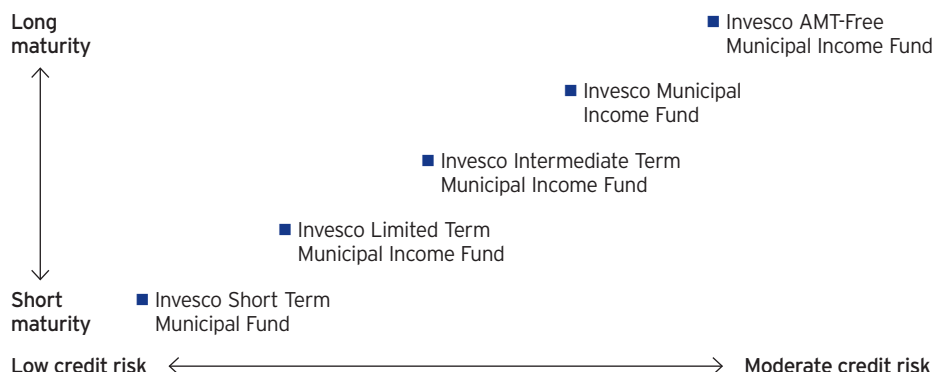 Long
maturity
Invesco AMT-Free
Municipal Income Fund
Invesco Municipal
Income Fund
Invesco Intermediate Term
Municipal Income Fund
Invesco Limited Term
Municipal Income Fund
Short
maturity
Invesco Short Term
Municipal Fund
Low credit risk
Moderate credit risk